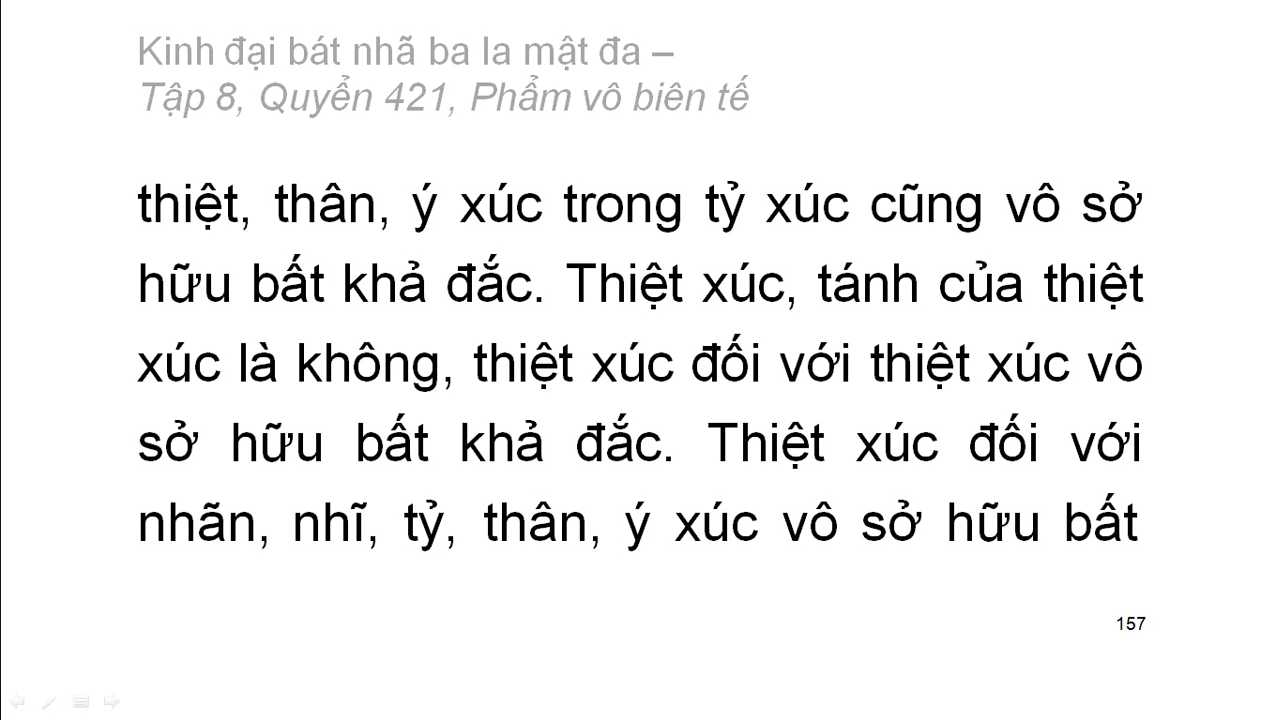 Kinh đại bát nhã ba la mật đa –
Tập 8, Quyển 421, Phẩm vô biên tế
thiệt, thân, ý xúc trong tỷ xúc cũng vô sở
hữu bất khả đắc. Thiệt xúc, tánh của thiệt
xúc là không, thiệt xúc đối với thiệt xúc vô
sở hữu bất khả đắc. Thiệt xúc đối với
nhãn, nhĩ, tỷ, thân, ý xúc vô sở hữu bất
157